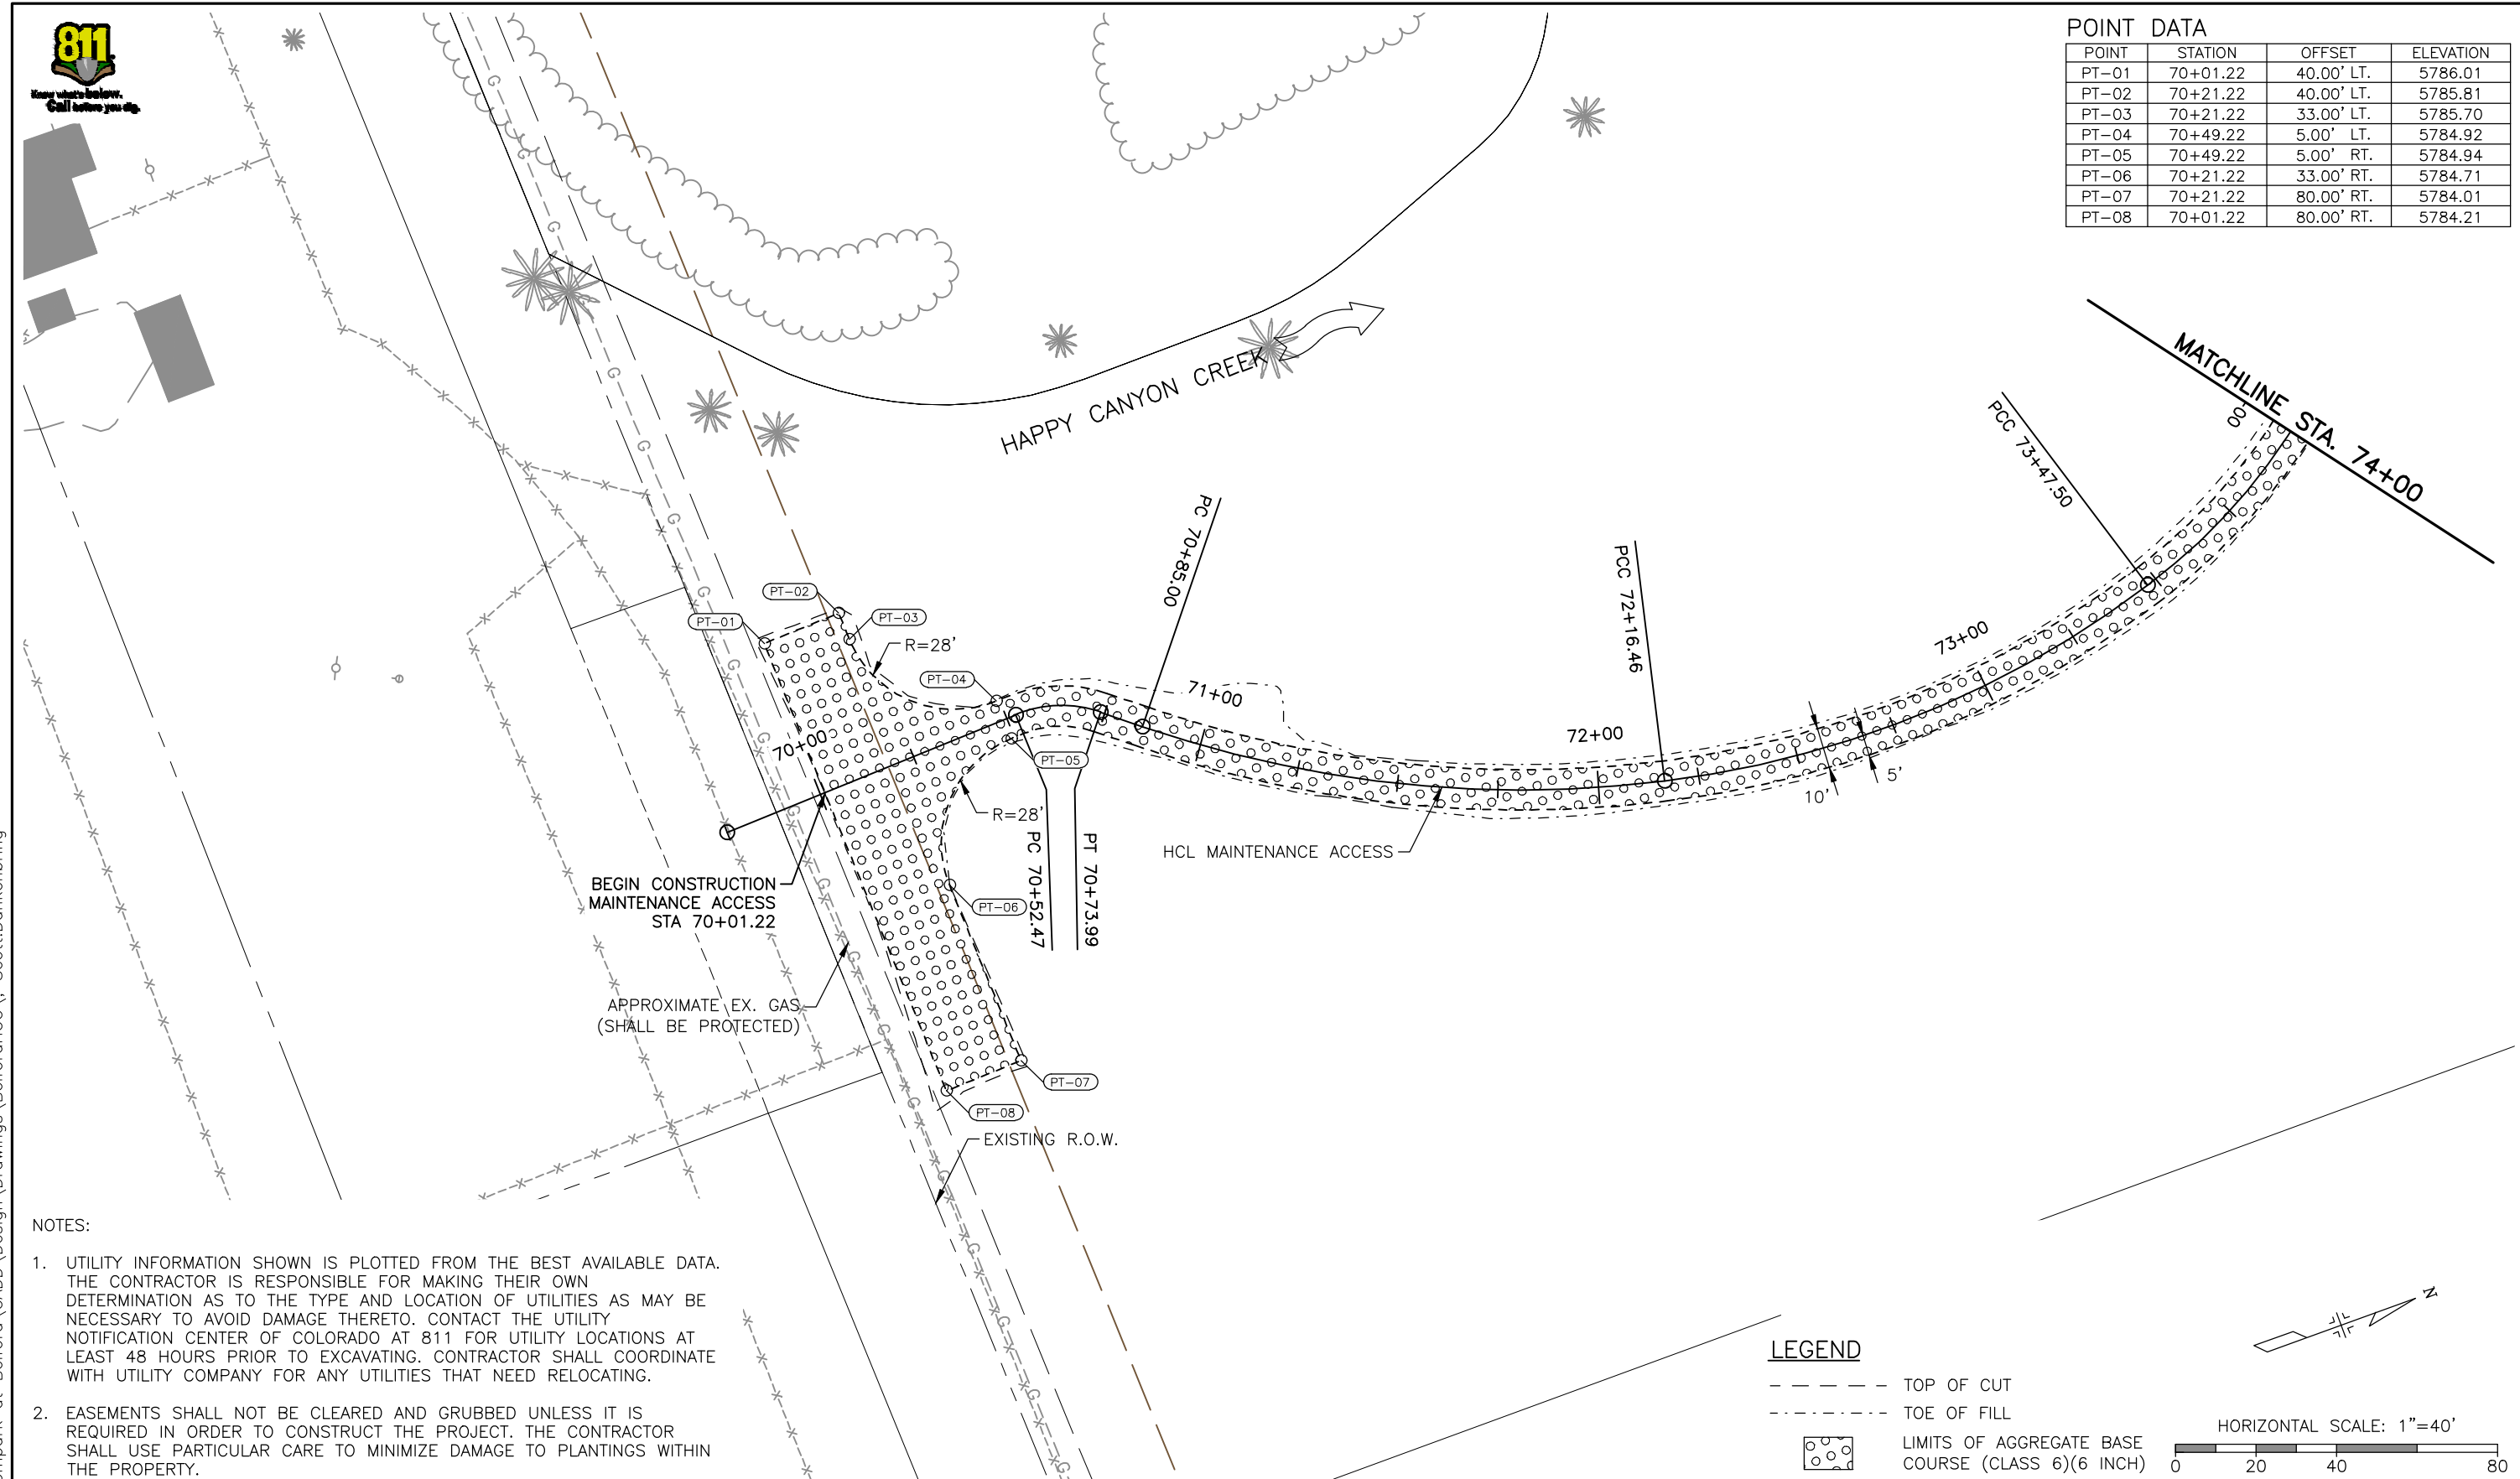 811
Know what's below.
Call before you dig.
POINT DATA
POINT STATION OFFSET ELEVATION
PT-01 70+01.22 40.00' LT. 5786.01
PT-02 70+21.22 40.00' LT. 5785.81
PT-03 70+21.22 33.00' LT. 5785.70
PT-04 70+49.22 5.00' LT. 5784.92
PT-05 70+49.22 5.00' RT. 5784.94
PT-06 70+21.22 33.00' RT. 5784.71
PT-07 70+21.22 80.00' RT. 5784.01
PT-08 70+01.22 80.00' RT. 5784.21
HAPPY CANYON CREEK
MATCHLINE STA. 74+00
PCC 73+47.50
PC 70+85.00
PCC 72+16.46
PT-02
PT-01
PT-03
R=28'
PT-04
71+00
73+00
72+00
70+00
PT-05
5'
10'
R=28'
HCL MAINTENANCE ACCESS
PC 70+52.47
PT 70+73.99
BEGIN CONSTRUCTION
MAINTENANCE ACCESS
STA 70+01.22
PT-06
APPROXIMATE EX. GAS
(SHALL BE PROTECTED)
PT-07
PT-08
EXISTING R.O.W.
G G G G G G G G G G G G G G G G G G G G G G
NOTES:
1. UTILITY INFORMATION SHOWN IS PLOTTED FROM THE BEST AVAILABLE DATA.
THE CONTRACTOR IS RESPONSIBLE FOR MAKING THEIR OWN
DETERMINATION AS TO THE TYPE AND LOCATION OF UTILITIES AS MAY BE
NECESSARY TO AVOID DAMAGE THERETO. CONTACT THE UTILITY
NOTIFICATION CENTER OF COLORADO AT 811 FOR UTILITY LOCATIONS AT
LEAST 48 HOURS PRIOR TO EXCAVATING. CONTRACTOR SHALL COORDINATE
WITH UTILITY COMPANY FOR ANY UTILITIES THAT NEED RELOCATING.
2. EASEMENTS SHALL NOT BE CLEARED AND GRUBBED UNLESS IT IS
REQUIRED IN ORDER TO CONSTRUCT THE PROJECT. THE CONTRACTOR
SHALL USE PARTICULAR CARE TO MINIMIZE DAMAGE TO PLANTINGS WITHIN
THE PROPERTY.
N
LEGEND
TOP OF CUT
TOE OF FILL
LIMITS OF AGGREGATE BASE
COURSE (CLASS 6)(6 INCH)
HORIZONTAL SCALE: 1"=40'
0 20 40 80